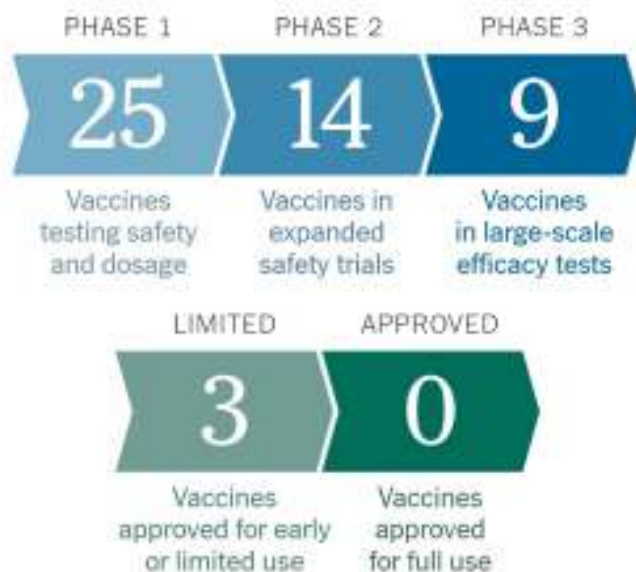 PHASE 1 PHASE 2 PHASE 3
25 14 9
Vaccines
testing safety
and dosage
Vaccines in
expanded
safety trials
Vaccines
in large-scale
efficacy tests
LIMITED APPROVED
3 0
Vaccines
approved for early
or limited use
Vaccines
approved
for full use